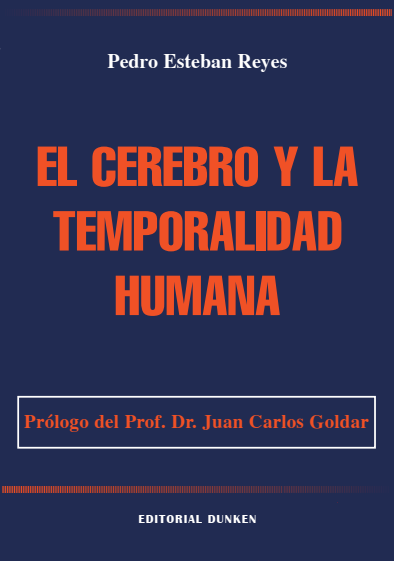 Pedro Esteban Reyes
EL CEREBRO Y LA
TEMPORALIDAD
HUMANA
Prólogo del Prof. Dr. Juan Carlos Goldar
EDITORIAL DUNKEN